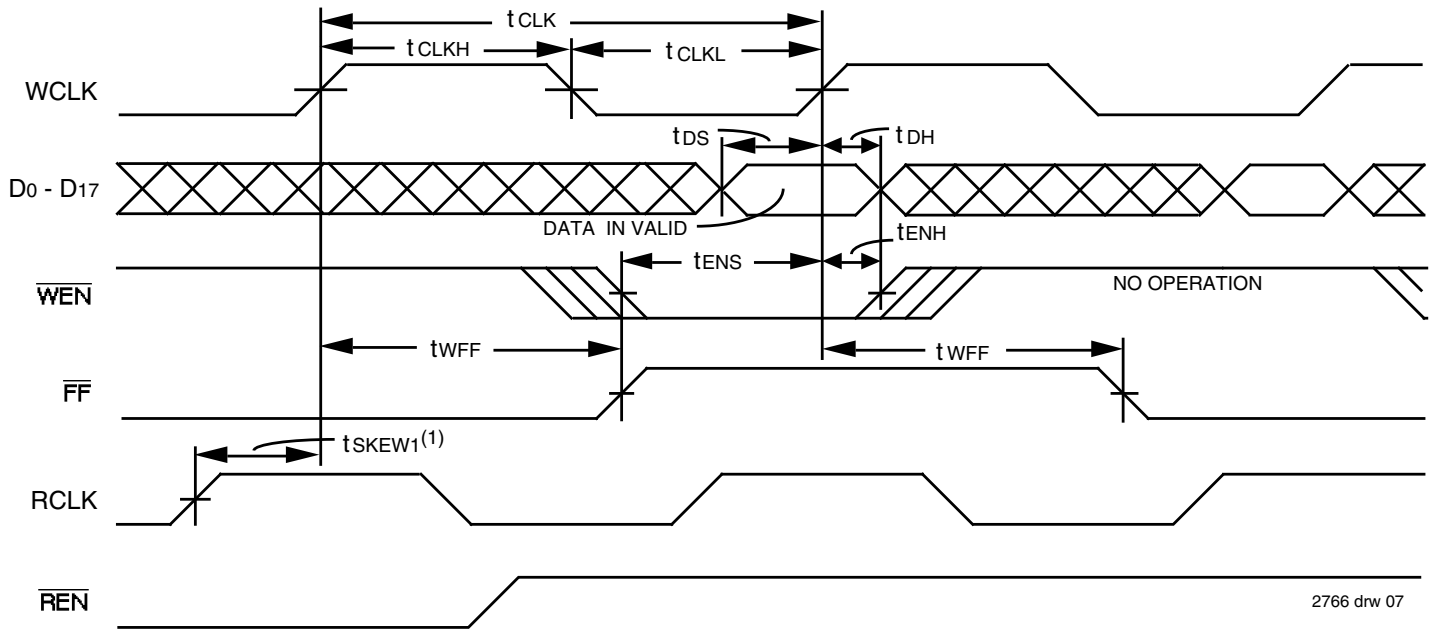 tCLK
tCLKH
tCLKL
WCLK
tDS
tDH
D0 - D17
DATA IN VALID
tENH
tENS
WEN
NO OPERATION
tWFF
tWFF
FF
tSKEW1(1)
RCLK
REN
2766 drw 07